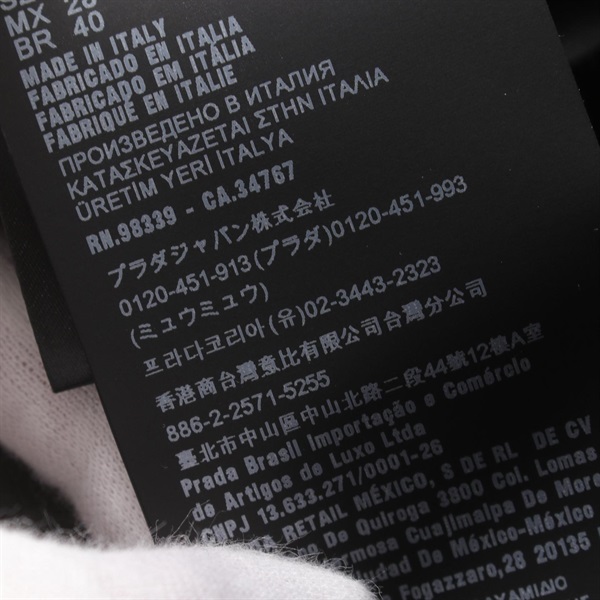 MX 26
BR 40
MADE IN ITALY
FABRICADO EN ITALIA
FABRICADO EM ITÁLIA
FABRIQUÉ EN ITALIE
ПРОИЗВЕДЕНО В ИТАЛИЯ
ΚΑΤΑΣΚΕΥΑΖΕΤΑΙ ΣΤΗΝ ΙΤΑΛΙΑ
ÜRETİM YERİ İTALYA
RN.98339 - CA.34767
プラダジャパン株式会社
0120-451-913(プラダ)0120-451-993
(ミュウミュウ)
프라다코리아(유)02-3443-2323
香港商台灣意比有限公司台灣分公司
886-2-2571-5255
臺北市中山區中山北路二段44號12樓A室
Prada Brasil Importação e Comércio
de Artigos de Luxo Ltda
CNPJ 13.633.271/0001-26
RETAIL MÉXICO, S DE RL DE CV
De Quiroga 3800 Col. Lomas
Cuajimalpa De More
Ciudad De México-México
Fogazzaro,28 20135